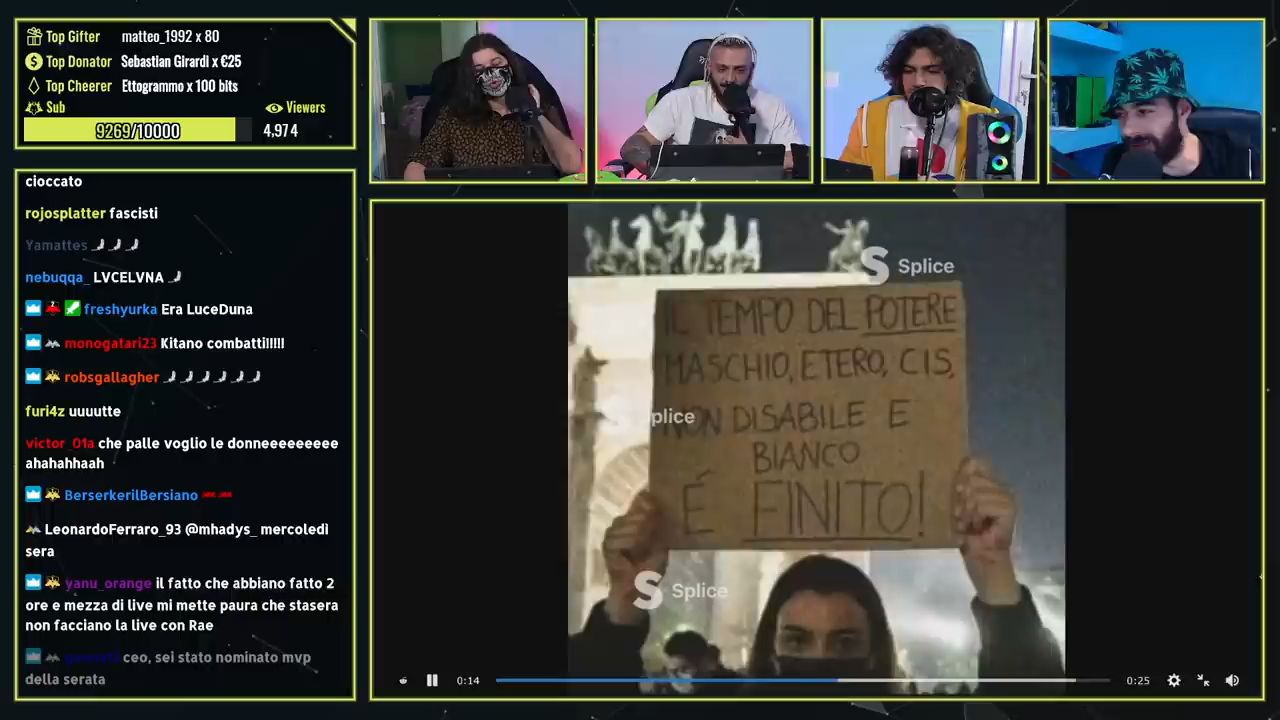 Top Gifter matteo_1992 x 80
Top Donator Sebastian Girardi x €25
Top Cheerer Ettogrammo x 100 bits
Sub Viewers
9269/10000 4,974
cioccato
rojosplatter fascisti
Yamattes
nebuqqa_ LVCELVNA
freshyurka Era LuceDuna
monogatari23 Kitano combatti!!!!!
robsgallagher
furi4z uuuutte
victor_01a che palle voglio le donneeeeeeeee
ahahahhaah
BerserkerilBersiano
LeonardoFerraro_93 @mhadys_ mercoledì
sera
yanu_orange il fatto che abbiano fatto 2
ore e mezza di live mi mette paura che stasera
non facciano la live con Rae
ceo, sei stato nominato mvp
della serata
Splice
IL TEMPO DEL POTERE
MASCHIO, ETERO, CIS,
plice
NON DISABILE E
BIANCO
É FINITO!
Splice
0:14
0:25